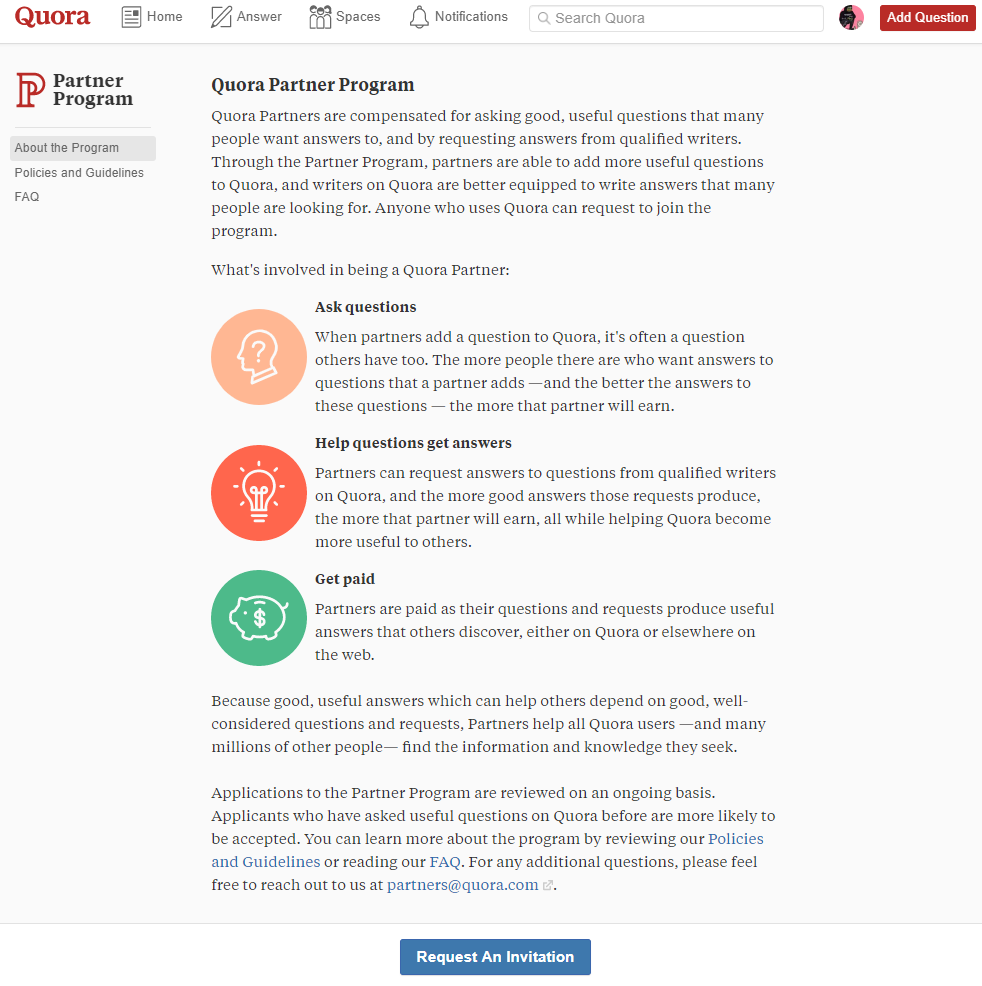 Quora
Home
Answer
Spaces
Notifications
Search Quora
Add Question
Partner
Program
About the Program
Policies and Guidelines
FAQ
Quora Partner Program
Quora Partners are compensated for asking good, useful questions that many
people want answers to, and by requesting answers from qualified writers.
Through the Partner Program, partners are able to add more useful questions
to Quora, and writers on Quora are better equipped to write answers that many
people are looking for. Anyone who uses Quora can request to join the
program.
What's involved in being a Quora Partner:
Ask questions
When partners add a question to Quora, it's often a question
others have too. The more people there are who want answers to
questions that a partner adds —and the better the answers to
these questions — the more that partner will earn.
Help questions get answers
Partners can request answers to questions from qualified writers
on Quora, and the more good answers those requests produce,
the more that partner will earn, all while helping Quora become
more useful to others.
Get paid
Partners are paid as their questions and requests produce useful
answers that others discover, either on Quora or elsewhere on
the web.
Because good, useful answers which can help others depend on good, well-
considered questions and requests, Partners help all Quora users —and many
millions of other people— find the information and knowledge they seek.
Applications to the Partner Program are reviewed on an ongoing basis.
Applicants who have asked useful questions on Quora before are more likely to
be accepted. You can learn more about the program by reviewing our Policies
and Guidelines or reading our FAQ. For any additional questions, please feel
free to reach out to us at partners@quora.com.
Request An Invitation